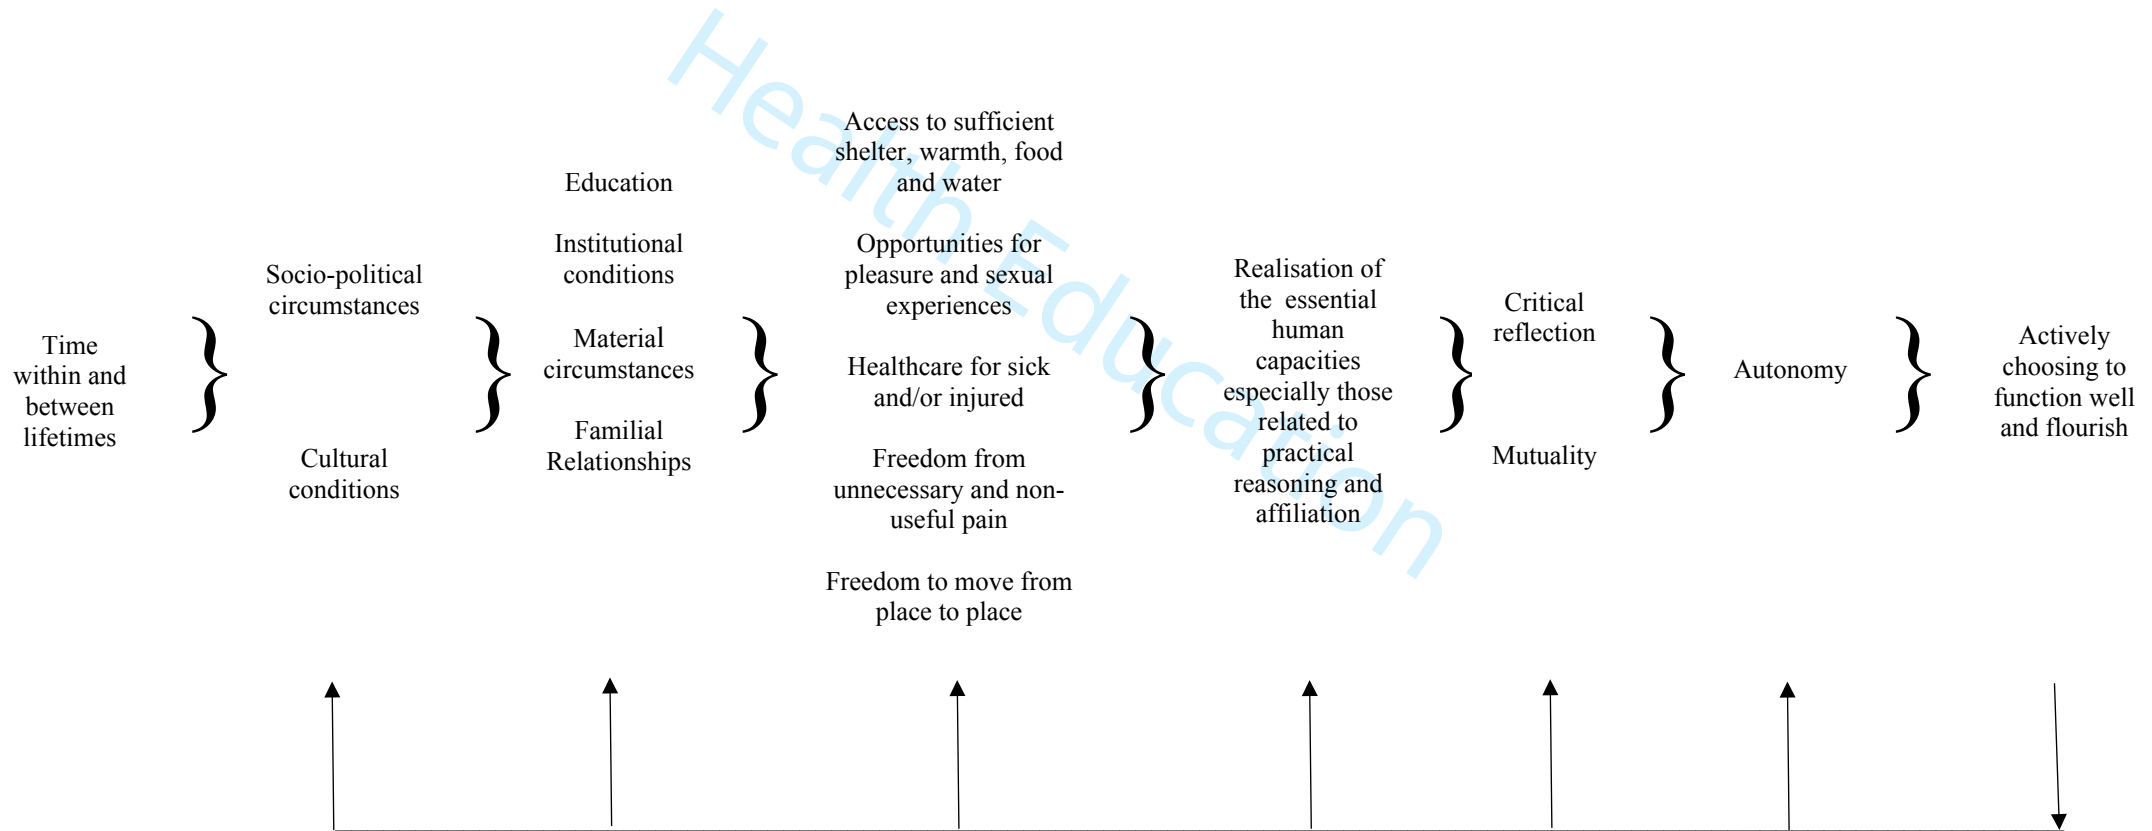 Health Education
Time
within and
between
lifetimes
Socio-political
circumstances
Cultural
conditions
Education
Institutional
conditions
Material
circumstances
Familial
Relationships
Access to sufficient
shelter, warmth, food
and water
Opportunities for
pleasure and sexual
experiences
Healthcare for sick
and/or injured
Freedom from
unnecessary and non-
useful pain
Freedom to move from
place to place
Realisation of
the essential
human
capacities
especially those
related to
practical
reasoning and
affiliation
Critical
reflection
Mutuality
Autonomy
Actively
choosing to
function well
and flourish